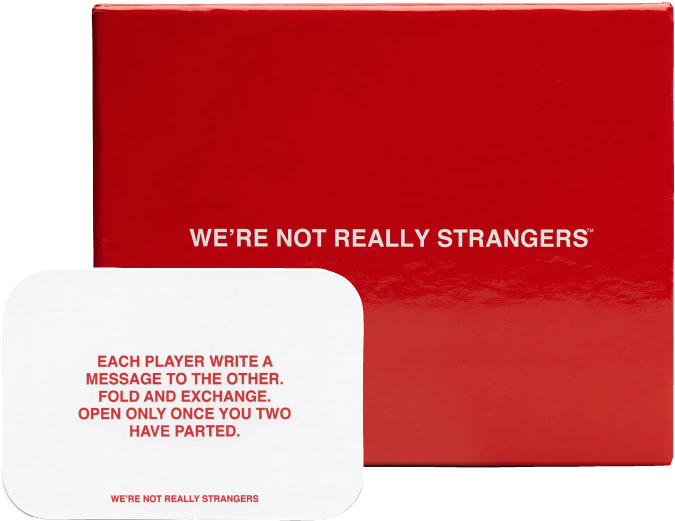 WE'RE NOT REALLY STRANGERS™
EACH PLAYER WRITE A
MESSAGE TO THE OTHER.
FOLD AND EXCHANGE.
OPEN ONLY ONCE YOU TWO
HAVE PARTED.
WE'RE NOT REALLY STRANGERS